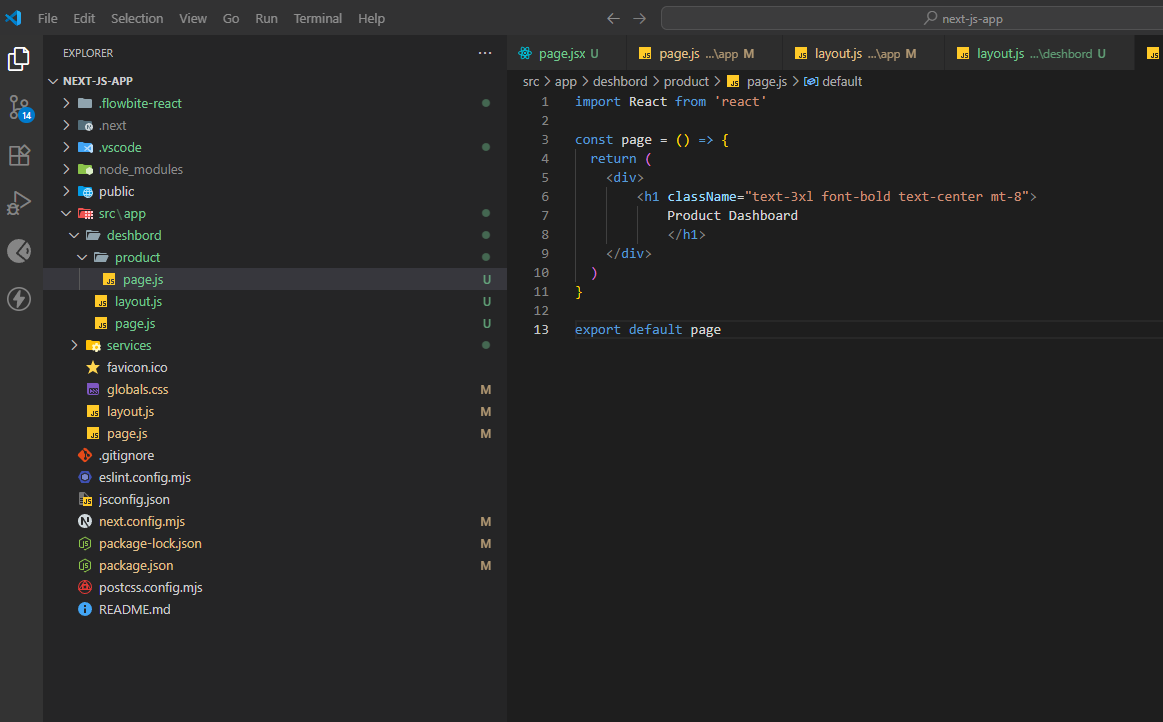 File Edit Selection View Go Run Terminal Help
next-js-app
14
EXPLORER
NEXT-JS-APP
.flowbite-react
.next
.vscode
node_modules
public
src\app
deshbord
product
page.js U
layout.js U
page.js U
services
favicon.ico
globals.css M
layout.js M
page.js M
.gitignore
eslint.config.mjs
jsconfig.json
next.config.mjs M
package-lock.json M
package.json M
postcss.config.mjs
README.md
page.jsx U
page.js ...\app M
layout.js ...\app M
layout.js ...\deshbord U
src > app > deshbord > product > page.js > default
1 import React from 'react'
2
3 const page = () => {
4 return (
5 <div>
6 <h1 className="text-3xl font-bold text-center mt-8">
7 Product Dashboard
8 </h1>
9 </div>
10 )
11 }
12
13 export default page